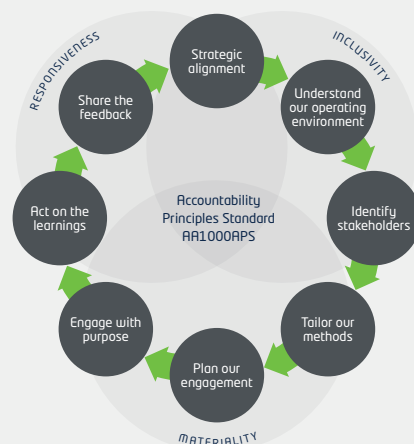 RESPONSIVENESS
INCLUSIVITY
Strategic
alignment
Understand
our operating
environment
Identify
stakeholders
Tailor our
methods
Plan our
engagement
Engage with
purpose
Act on the
learnings
Share the
feedback
Accountability
Principles Standard
AA1000APS
MATERIALITY